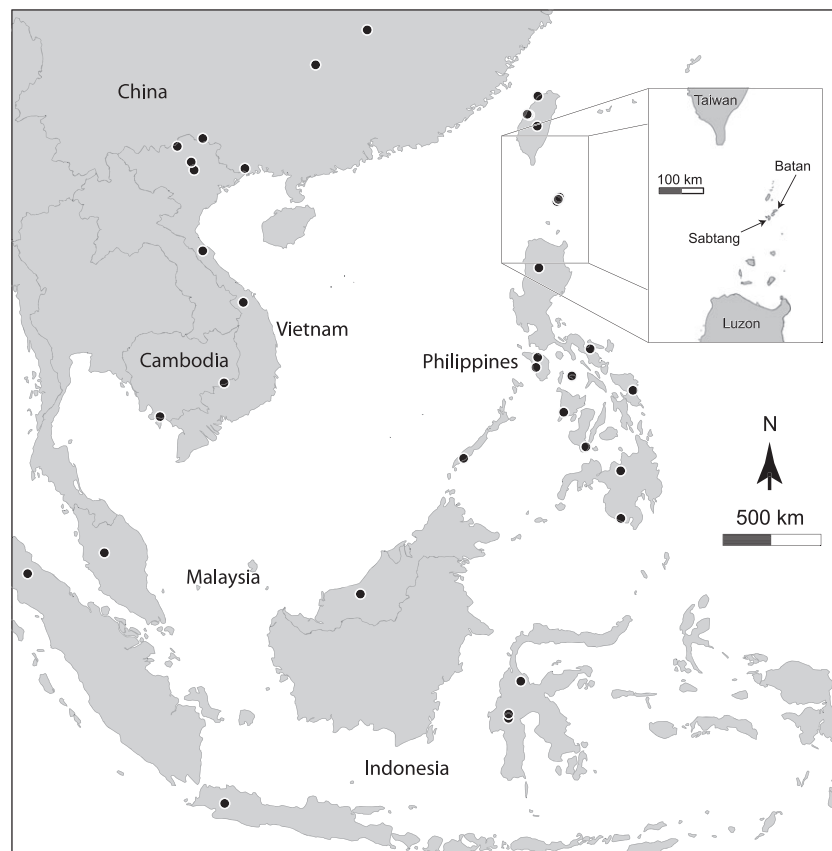 China
Taiwan
100 km
Batan
Sabtang
Luzon
Vietnam
Cambodia
Philippines
N
500 km
Malaysia
Indonesia